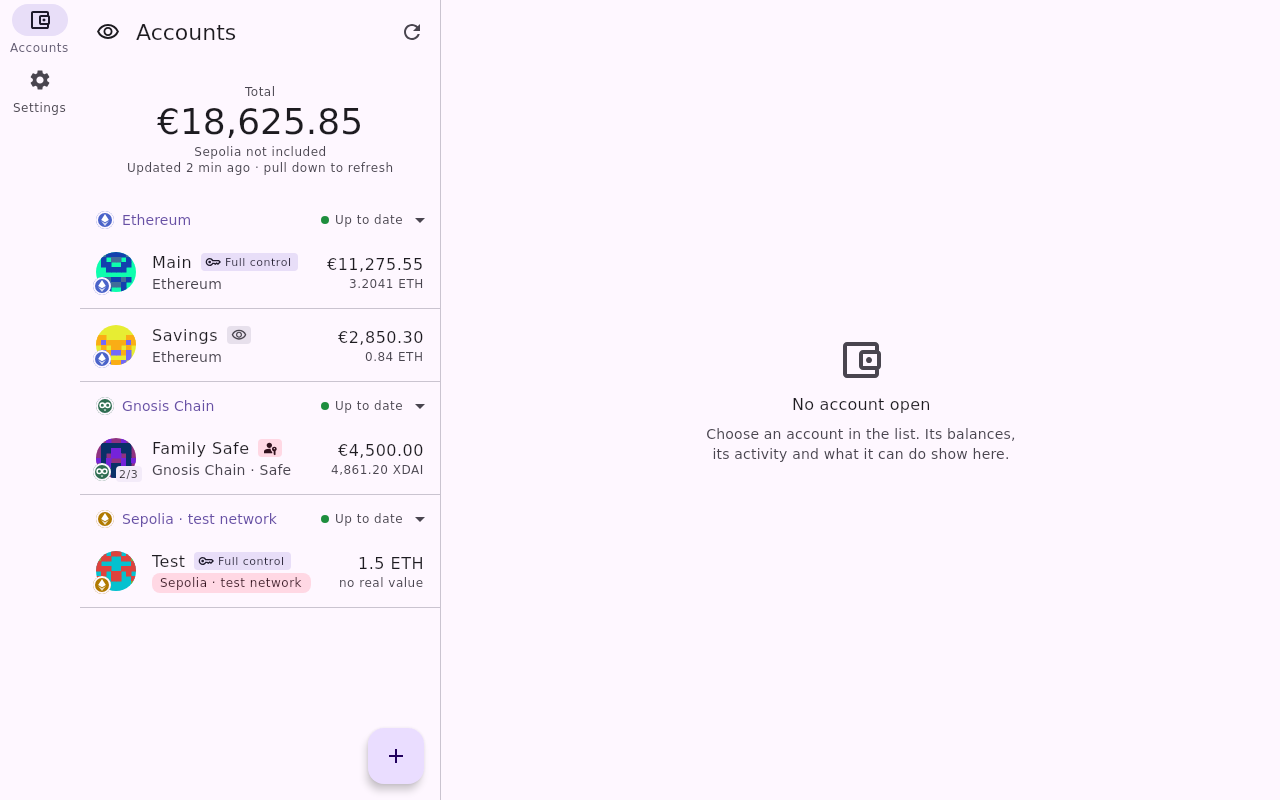 Accounts
Settings
Accounts
Total
€18,625.85
Sepolia not included
Updated 2 min ago · pull down to refresh
Ethereum
Up to date
Main
Full control
€11,275.55
Ethereum
3.2041 ETH
Savings
€2,850.30
Ethereum
0.84 ETH
Gnosis Chain
Up to date
Family Safe
€4,500.00
2/3
Gnosis Chain · Safe
4,861.20 XDAI
Sepolia · test network
Up to date
Test
Full control
1.5 ETH
Sepolia · test network
no real value
No account open
Choose an account in the list. Its balances,
its activity and what it can do show here.